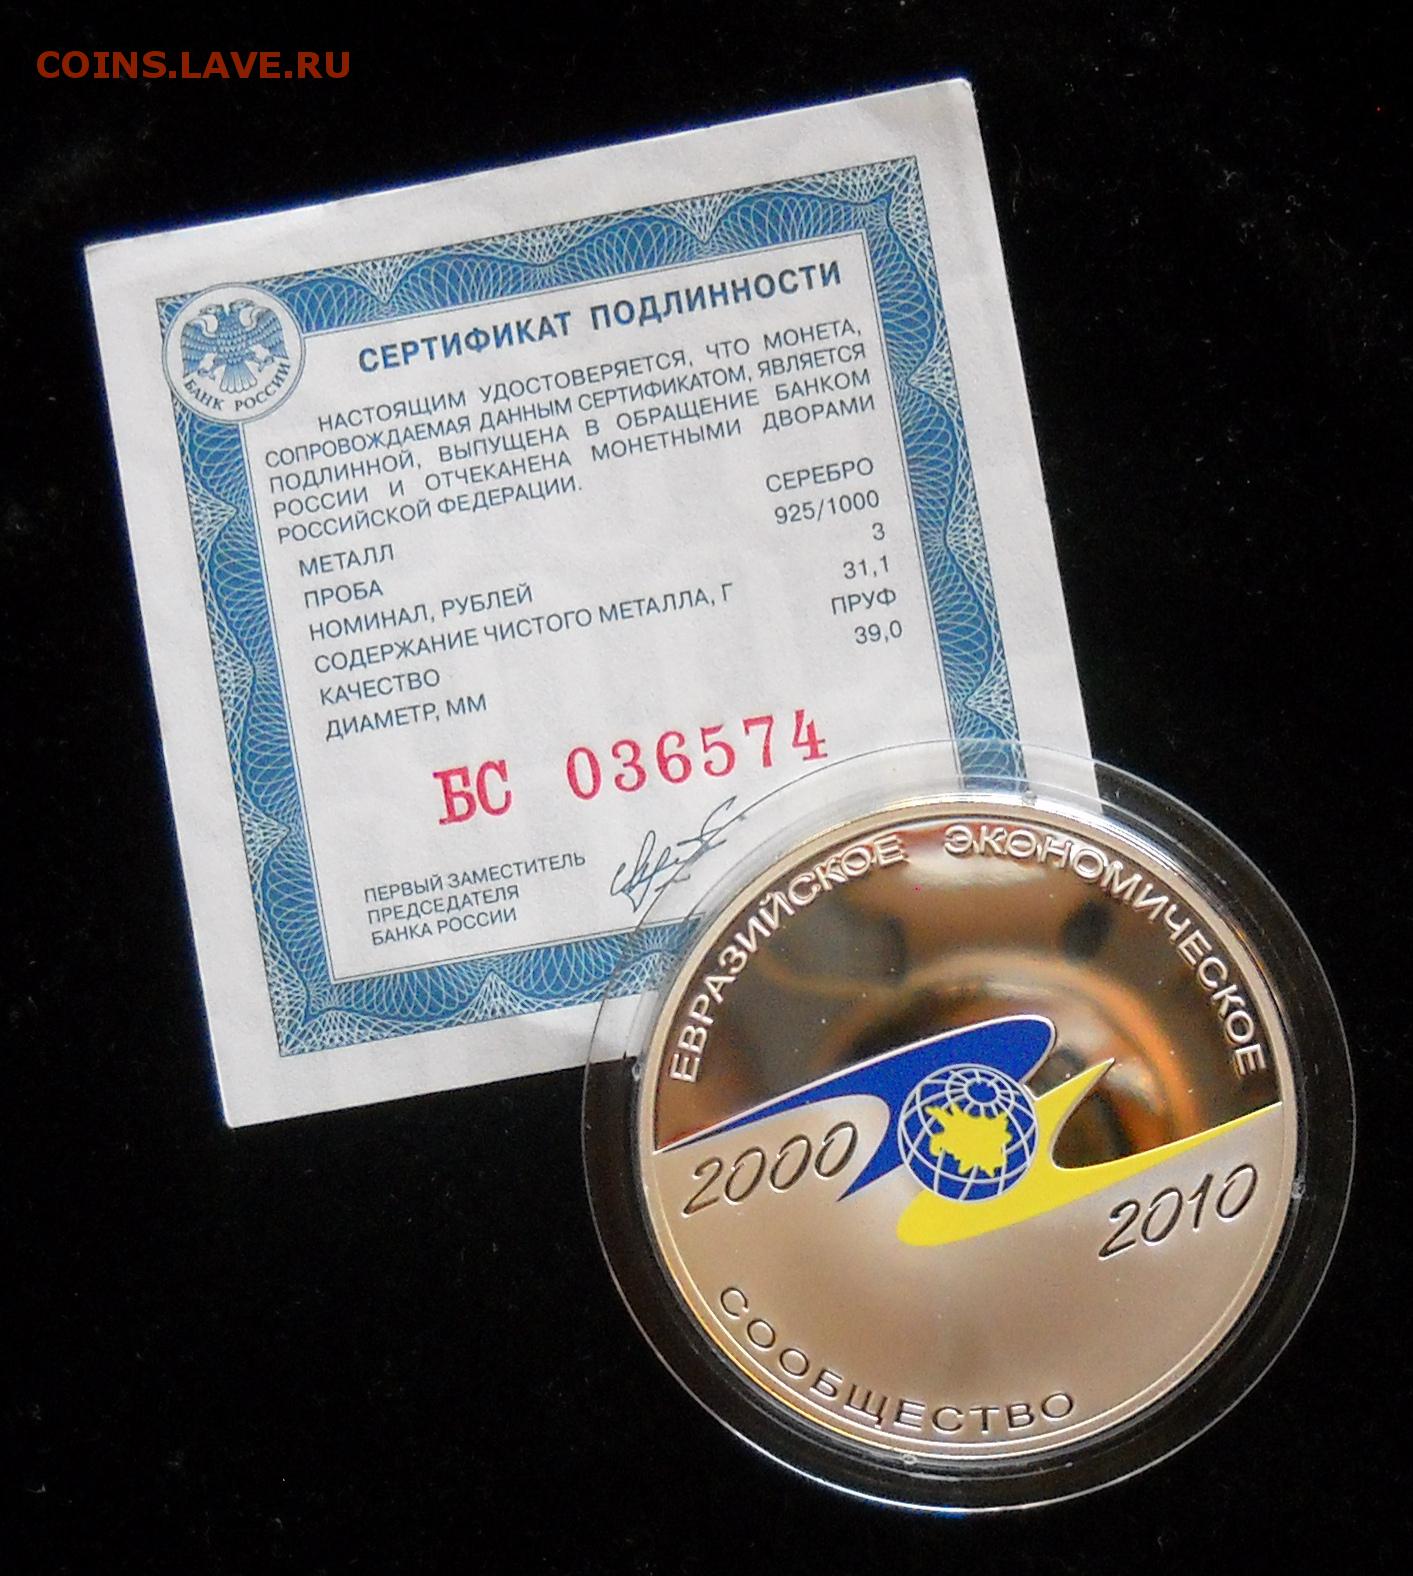 COINS.LAVE.RU
БАНК РОССИИ
СЕРТИФИКАТ ПОДЛИННОСТИ
НАСТОЯЩИМ УДОСТОВЕРЯЕТСЯ, ЧТО МОНЕТА,
СОПРОВОЖДАЕМАЯ ДАННЫМ СЕРТИФИКАТОМ, ЯВЛЯЕТСЯ
ПОДЛИННОЙ, ВЫПУЩЕНА В ОБРАЩЕНИЕ БАНКОМ
РОССИИ И ОТЧЕКАНЕНА МОНЕТНЫМИ ДВОРАМИ
РОССИЙСКОЙ ФЕДЕРАЦИИ.
МЕТАЛЛ СЕРЕБРО
ПРОБА 925/1000
НОМИНАЛ, РУБЛЕЙ 3
СОДЕРЖАНИЕ ЧИСТОГО МЕТАЛЛА, Г 31,1
КАЧЕСТВО ПРУФ
ДИАМЕТР, ММ 39,0
БС 036574
ПЕРВЫЙ ЗАМЕСТИТЕЛЬ
ПРЕДСЕДАТЕЛЯ
БАНКА РОССИИ
ЕВРАЗИЙСКОЕ ЭКОНОМИЧЕСКОЕ
2000
2010
СООБЩЕСТВО